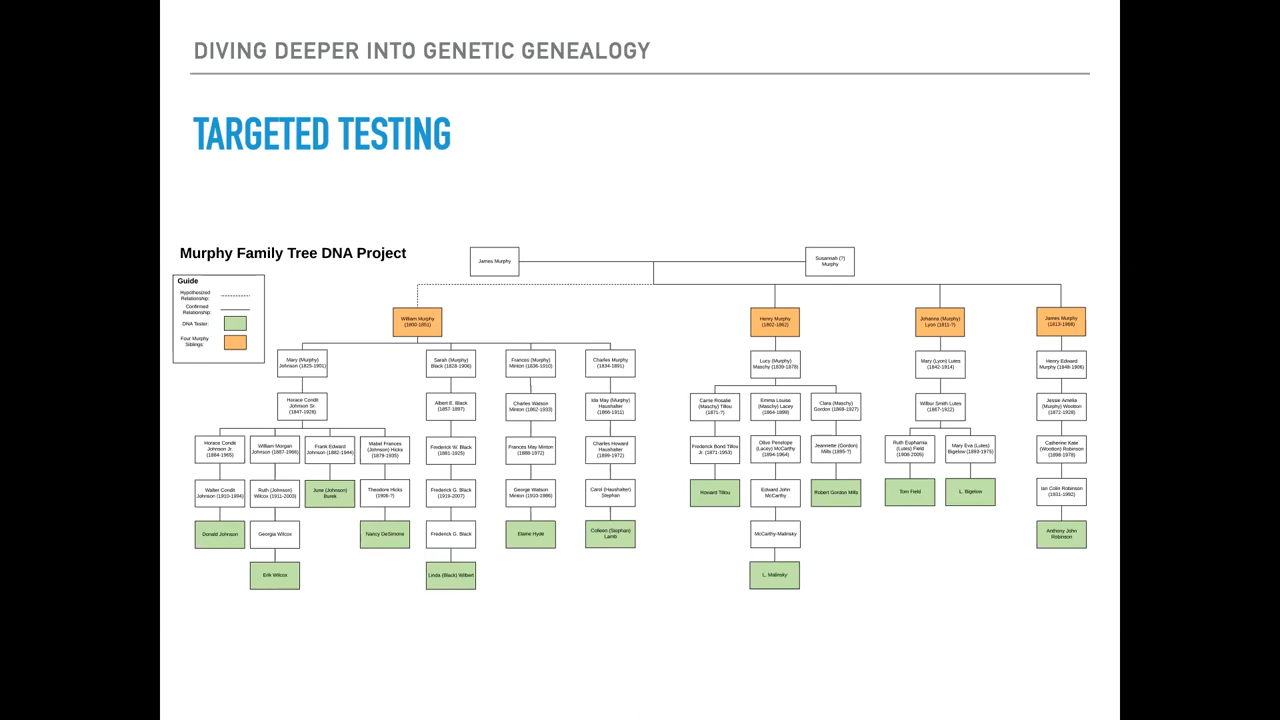 DIVING DEEPER INTO GENETIC GENEALOGY
TARGETED TESTING
Murphy Family Tree DNA Project
Guide
Hypothesized
Relationship:
Confirmed
Relationship:
DNA Tester:
Four Murphy
Siblings:
James Murphy
Susannah (?)
Murphy
William Murphy
(1800-1851)
Henry Murphy
(1802-1862)
Johanna (Murphy)
Lyon (1811-?)
James Murphy
(1813-1968)
Mary (Murphy)
Johnson (1825-1901)
Sarah (Murphy)
Black (1828-1906)
Frances (Murphy)
Minton (1836-1910)
Charles Murphy
(1834-1891)
Lucy (Murphy)
Maschy (1839-1878)
Mary (Lyon) Lutes
(1842-1914)
Henry Edward
Murphy (1848-1906)
Horace Condit
Johnson Sr.
(1847-1926)
Albert E. Black
(1857-1897)
Charles Watson
Minton (1862-1933)
Ida May (Murphy)
Haushalter
(1866-1911)
Carrie Rosalie
(Maschy) Tillou
(1871-?)
Emma Louise
(Maschy) Lacey
(1864-1899)
Clara (Maschy)
Gordon (1869-1927)
Wilbur Smith Lutes
(1867-1922)
Jessie Amelia
(Murphy) Wootton
(1872-1928)
Horace Condit
Johnson Jr.
(1884-1965)
William Morgan
Johnson (1887-1966)
Frank Edward
Johnson (1882-1944)
Mabel Frances
(Johnson) Hicks
(1879-1935)
Frederick W. Black
(1881-1925)
Frances May Minton
(1888-1972)
Charles Howard
Haushalter
(1899-1972)
Frederick Bond Tillou
Jr. (1871-1953)
Olive Penelope
(Lacey) McCarthy
(1894-1964)
Jeannette (Gordon)
Mills (1895-?)
Ruth Euphamia
(Lutes) Field
(1908-2005)
Mary Eva (Lutes)
Bigelow (1893-1975)
Catherine Kate
(Wootton) Robinson
(1898-1978)
Walter Condit
Johnson (1910-1994)
Ruth (Johnson)
Wilcox (1911-2003)
June (Johnson)
Burek
Theodore Hicks
(1906-?)
Frederick G. Black
(1919-2007)
George Watson
Minton (1910-1986)
Carol (Haushalter)
Stephan
Howard Tillou
Edward John
McCarthy
Robert Gordon Mills
Tom Field
L. Bigelow
Ian Colin Robinson
(1931-1992)
Donald Johnson
Georgia Wilcox
Nancy DeSimone
Frederick G. Black
Elaine Hyde
Colleen (Stephan)
Lamb
McCarthy-Malinsky
Anthony John
Robinson
Erik Wilcox
Linda (Black) Wilbert
L. Malinsky